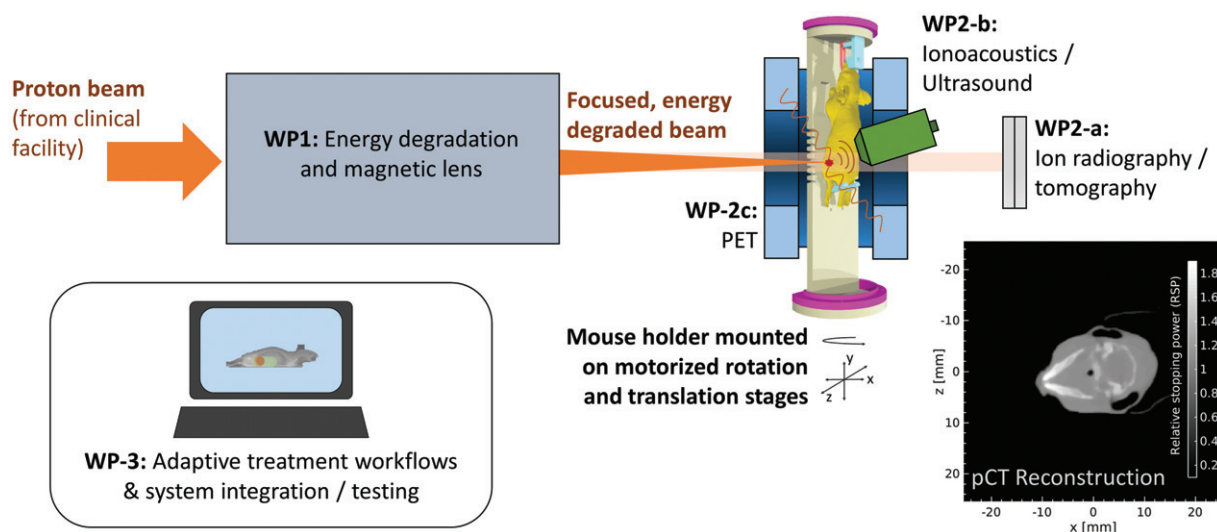 Proton beam
(from clinical
facility)
WP1: Energy degradation
and magnetic lens
Focused, energy
degraded beam
WP2-b:
Ionoacoustics /
Ultrasound
WP2-a:
Ion radiography /
tomography
WP-2c:
PET
Mouse holder mounted
on motorized rotation
and translation stages
y
x
z
WP-3: Adaptive treatment workflows
& system integration / testing
-20
-10
0
10
20
z [mm]
pCT Reconstruction
-20
-10
0
10
20
x [mm]
Relative stopping power (RSP)
1.8
1.6
1.4
1.2
1
0.8
0.6
0.4
0.2